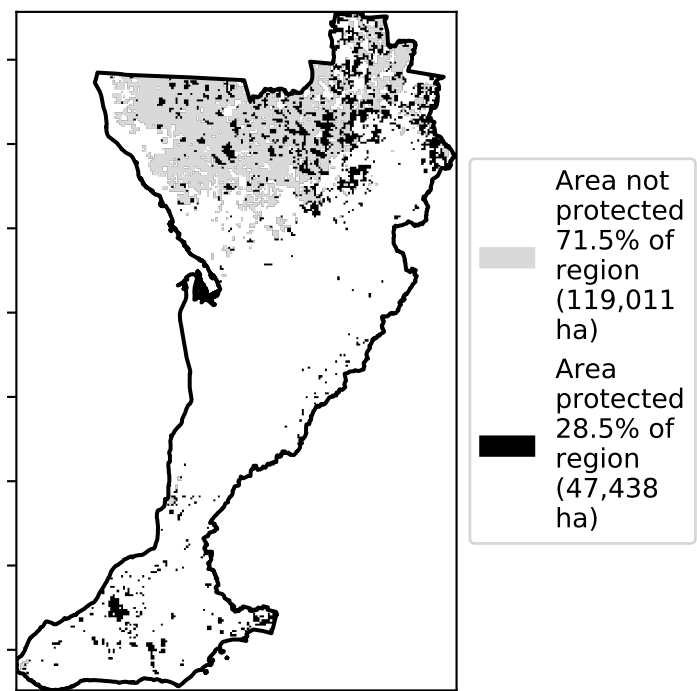 Area not
protected
71.5% of
region
(119,011
ha)
Area
protected
28.5% of
region
(47,438
ha)